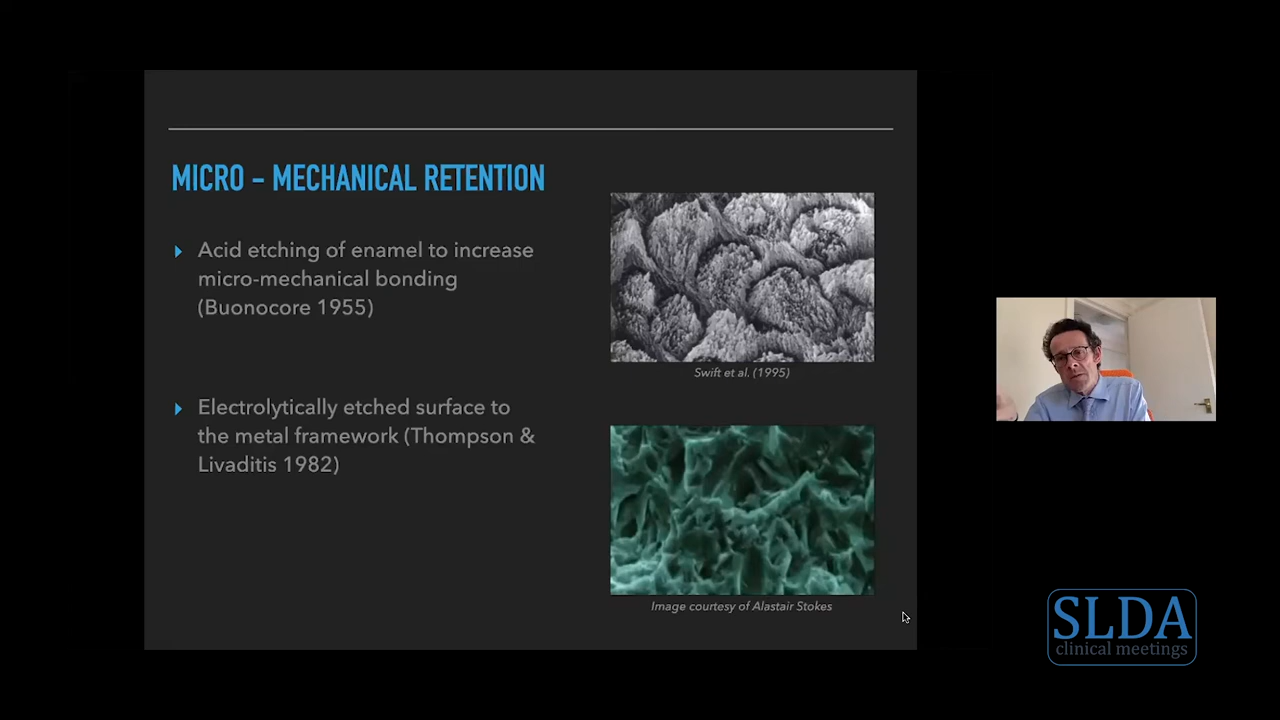 MICRO - MECHANICAL RETENTION
Acid etching of enamel to increase
micro-mechanical bonding
(Buonocore 1955)
Swift et al. (1995)
Electrolytically etched surface to
the metal framework (Thompson &
Livaditis 1982)
Image courtesy of Alastair Stokes
SLDA
clinical meetings